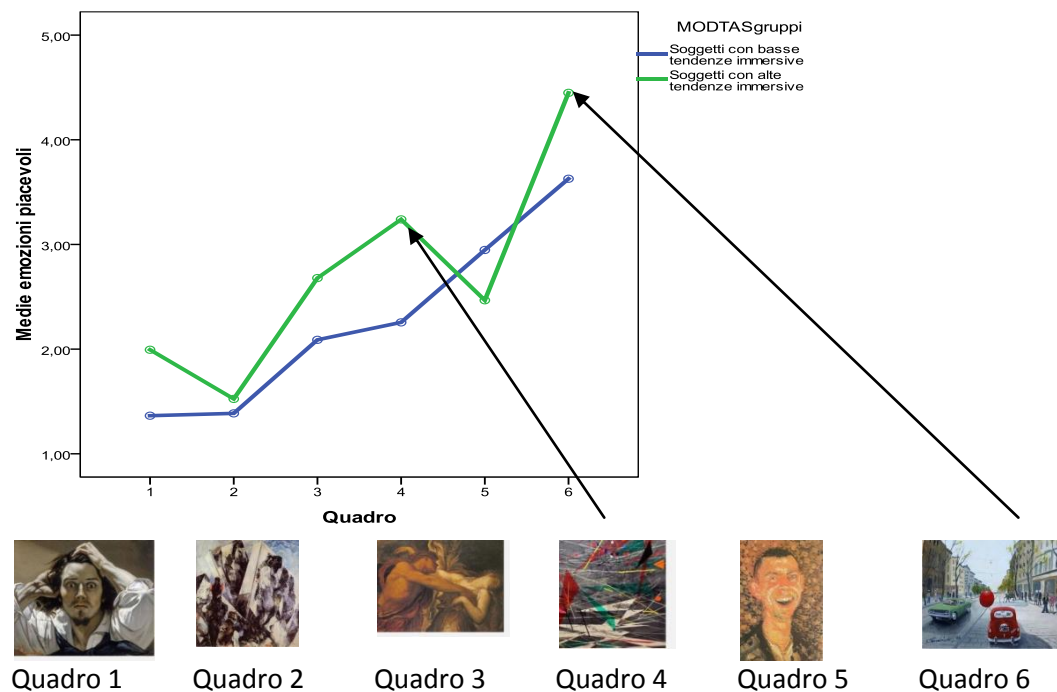 MODTASgruppi
Soggetti con basse
tendenze immersive
Soggetti con alte
tendenze immersive
Medie emozioni piacevoli
5,00
4,00
3,00
2,00
1,00
1 2 3 4 5 6
Quadro
Quadro 1 Quadro 2 Quadro 3 Quadro 4 Quadro 5 Quadro 6